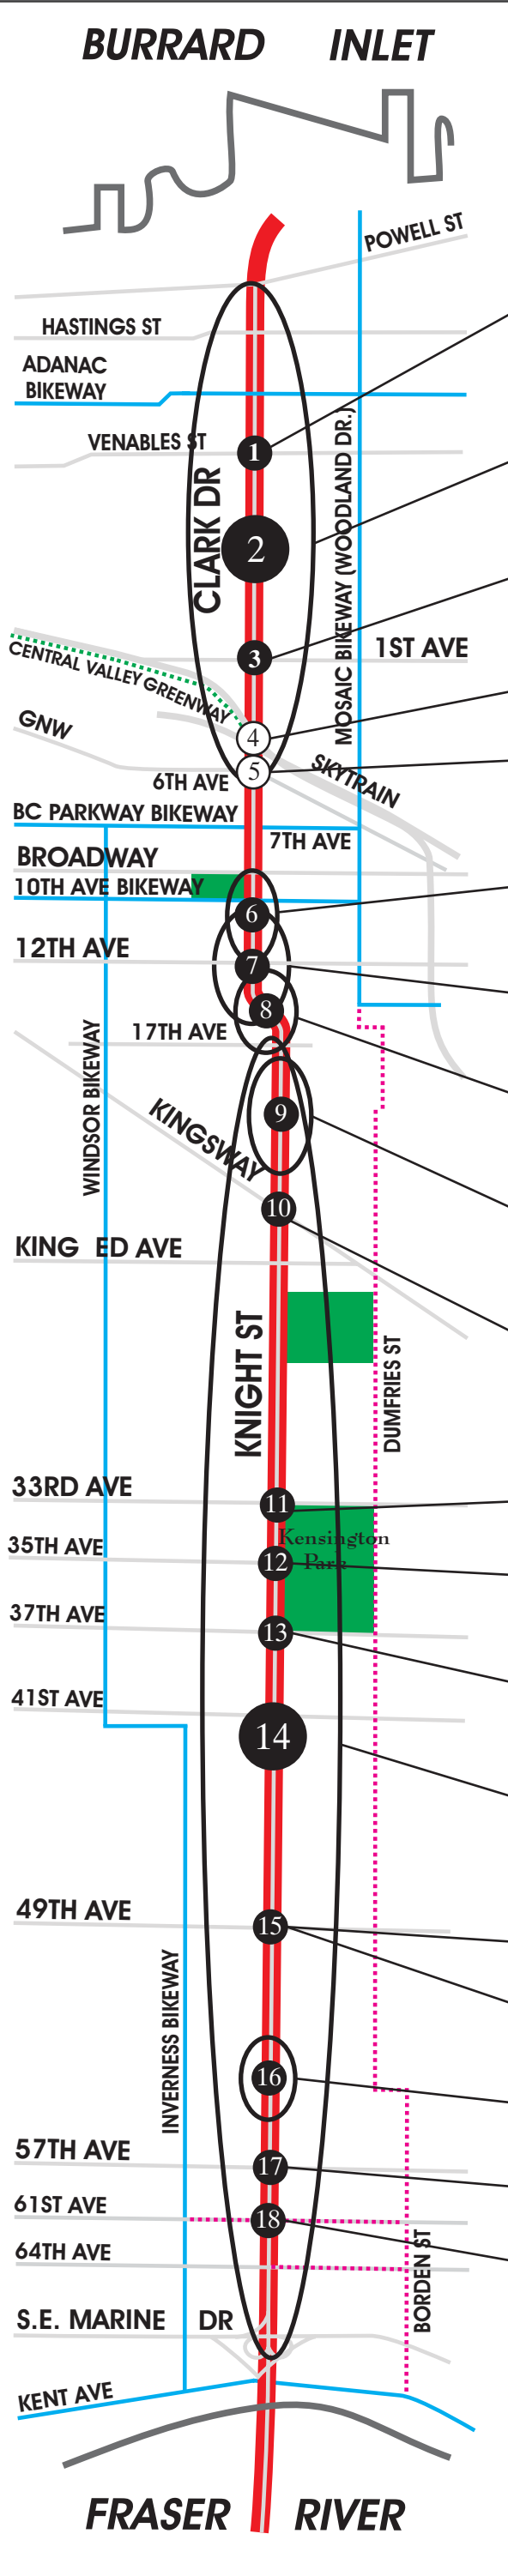 BURRARD INLET
POWELL ST
HASTINGS ST
ADANAC
BIKEWAY
VENABLES ST
1
CLARK DR
MOSAIC BIKEWAY (WOODLAND DR.)
2
3
1ST AVE
CENTRAL VALLEY GREENWAY
4
GNW
5
SKYTRAIN
6TH AVE
BC PARKWAY BIKEWAY
7TH AVE
BROADWAY
10TH AVE BIKEWAY
6
12TH AVE
7
8
17TH AVE
WINDSOR BIKEWAY
9
KINGSWAY
10
KING ED AVE
KNIGHT ST
DUMFRIES ST
33RD AVE
11
Kensington
Park
35TH AVE
12
37TH AVE
13
41ST AVE
14
49TH AVE
15
INVERNESS BIKEWAY
16
57TH AVE
17
61ST AVE
18
64TH AVE
BORDEN ST
S.E. MARINE DR
KENT AVE
FRASER RIVER